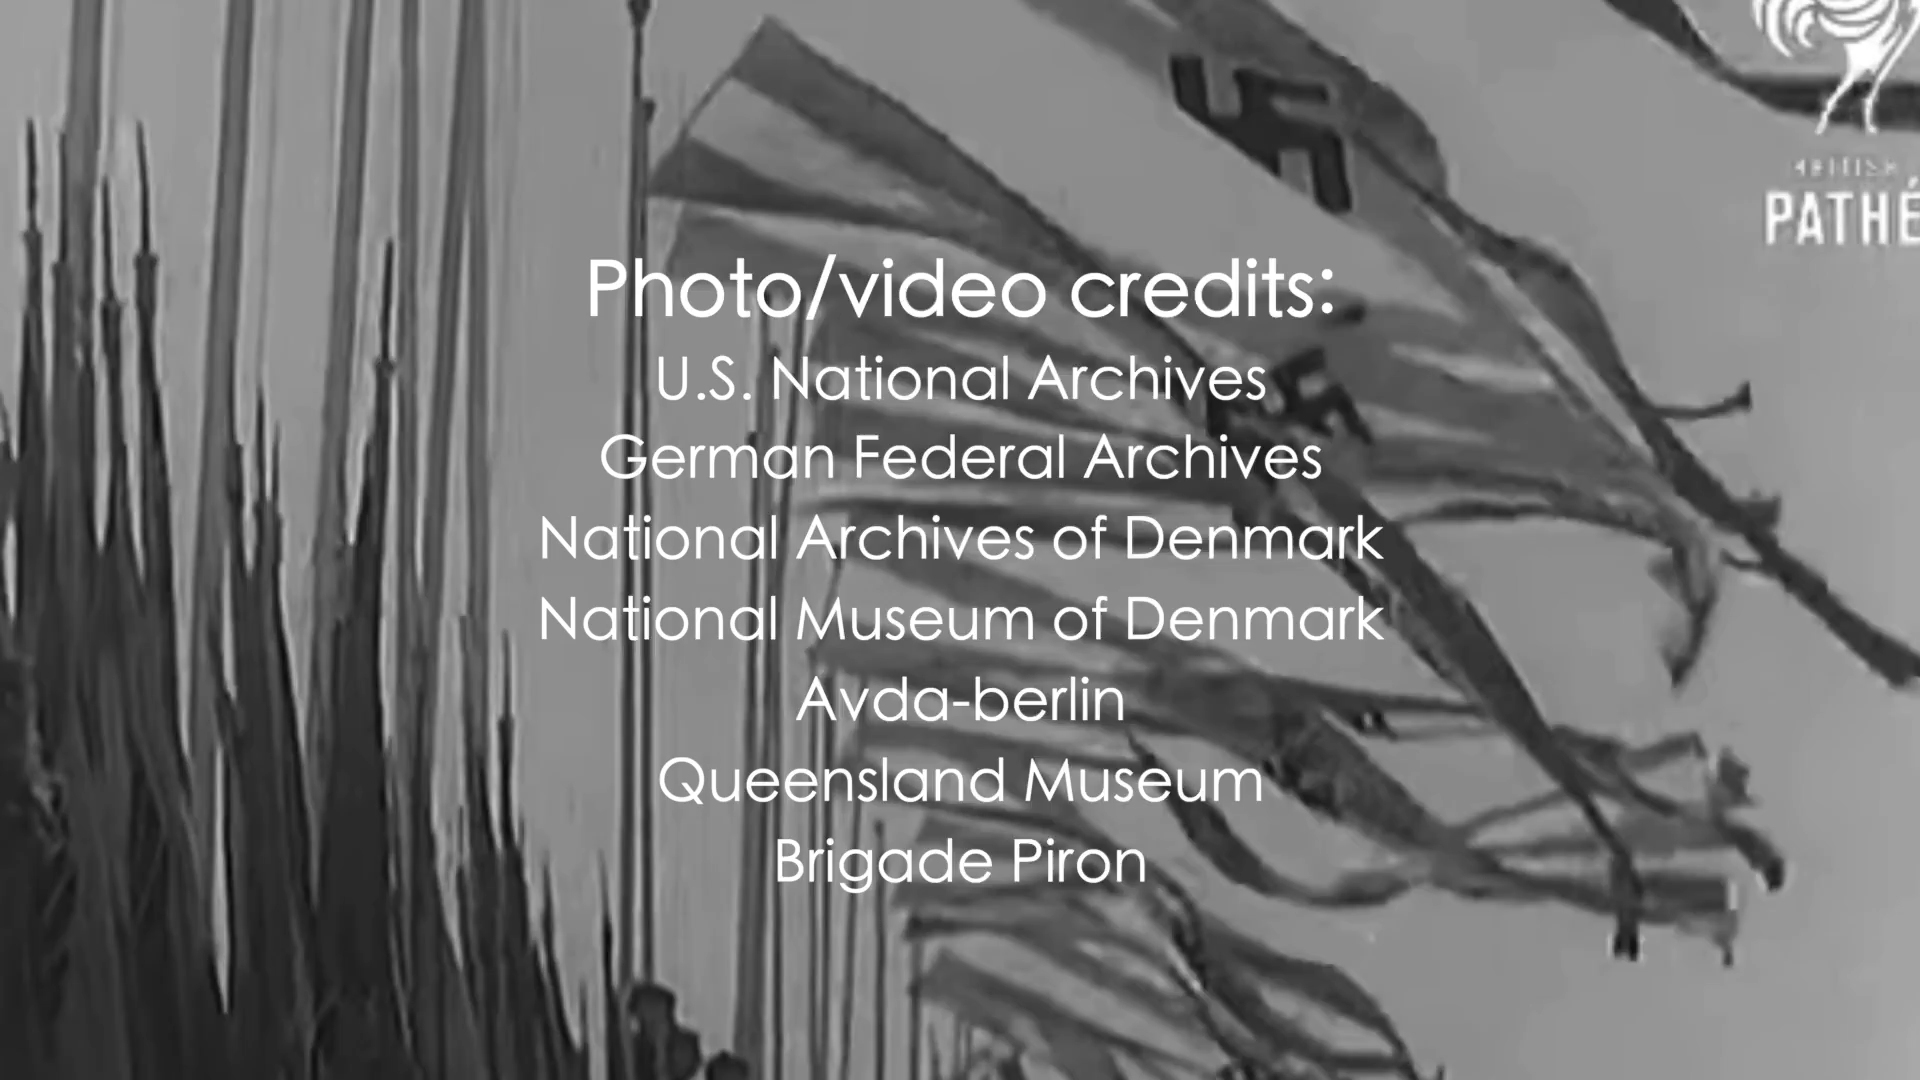 BRITISH
PATHÉ
Photo/video credits:
U.S. National Archives
German Federal Archives
National Archives of Denmark
National Museum of Denmark
Avda-berlin
Queensland Museum
Brigade Piron